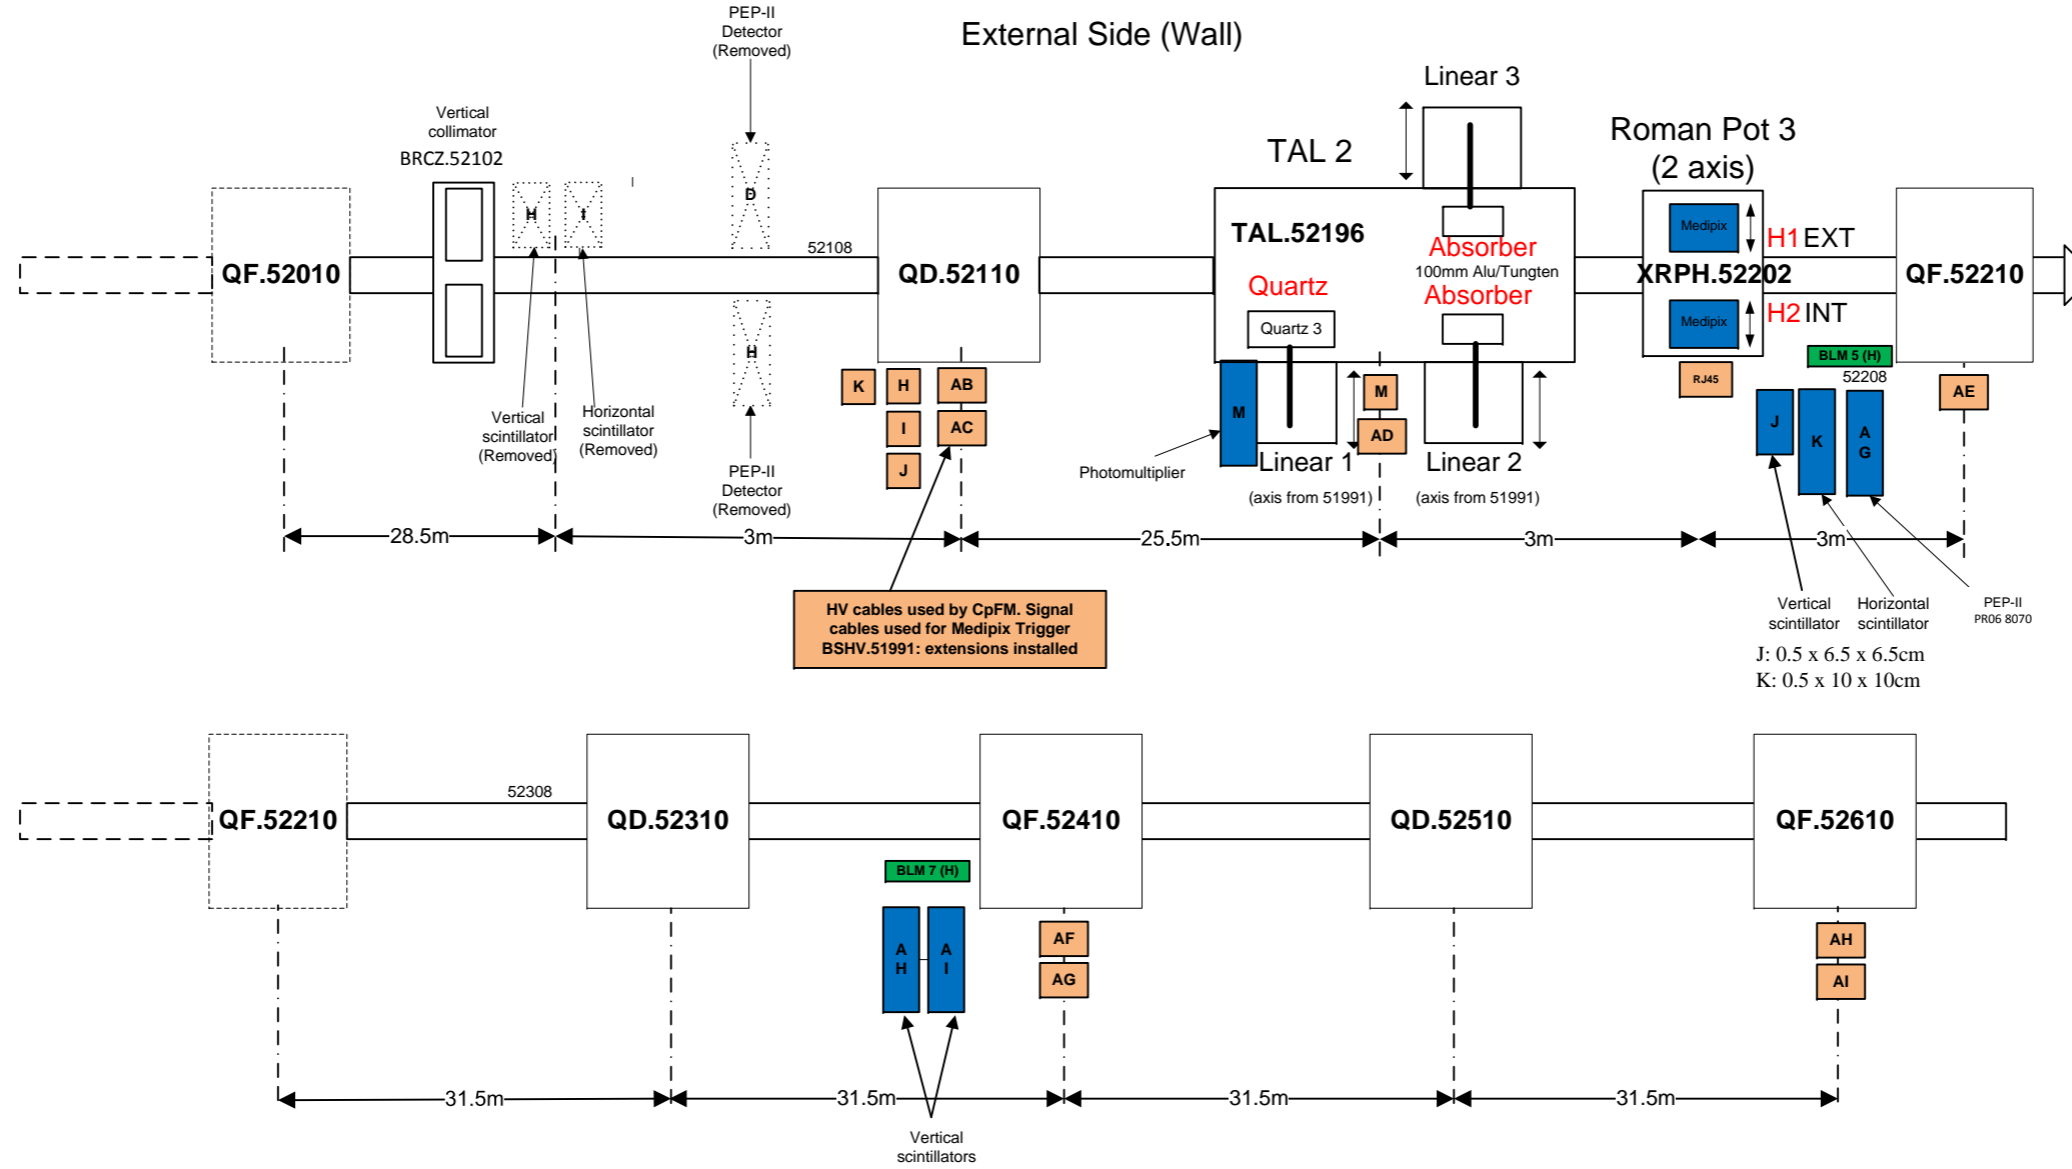 External Side (Wall)
PEP-II
Detector
(Removed)
Linear 3
Vertical
collimator
BRCZ.52102
TAL 2
Roman Pot 3
(2 axis)
H
I
D
Medipix
H1 EXT
TAL.52196
52108
QF.52010
QD.52110
Absorber
100mm Alu/Tungten
Absorber
XRPH.52202
QF.52210
Quartz
Quartz 3
Medipix
H2 INT
H
BLM 5 (H)
52208
K
H
AB
I
AC
J
M
M
AD
RJ45
J
K
A
G
AE
Vertical
scintillator
(Removed)
Horizontal
scintillator
(Removed)
PEP-II
Detector
(Removed)
Photomultiplier
Linear 1
(axis from 51991)
Linear 2
(axis from 51991)
28.5m
3m
25.5m
3m
3m
HV cables used by CpFM. Signal
cables used for Medipix Trigger
BSHV.51991: extensions installed
Vertical
scintillator
Horizontal
scintillator
PEP-II
PR06 8070
J: 0.5 x 6.5 x 6.5cm
K: 0.5 x 10 x 10cm
QF.52210
52308
QD.52310
QF.52410
QD.52510
QF.52610
BLM 7 (H)
A
H
A
I
AF
AG
AH
AI
31.5m
31.5m
31.5m
31.5m
Vertical
scintillators